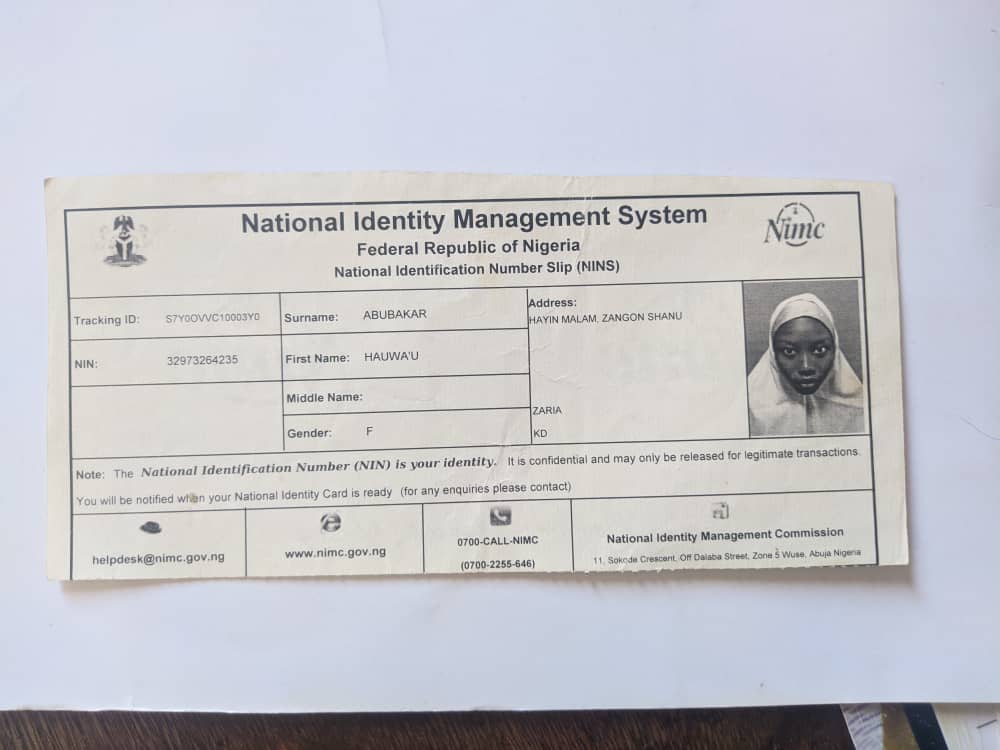 National Identity Management System
Federal Republic of Nigeria
National Identification Number Slip (NINS)
Nimc
Tracking ID: S7Y0OVVC10003Y0
Surname: ABUBAKAR
Address:
HAYIN MALAM, ZANGON SHANU
NIN: 32973264235
First Name: HAUWA'U
Middle Name:
ZARIA
Gender: F
KD
Note: The National Identification Number (NIN) is your identity. It is confidential and may only be released for legitimate transactions.
You will be notified when your National Identity Card is ready (for any enquiries please contact)
helpdesk@nimc.gov.ng
www.nimc.gov.ng
0700-CALL-NIMC
(0700-2255-646)
National Identity Management Commission
11, Sokode Crescent, Off Dalaba Street, Zone 5 Wuse, Abuja Nigeria